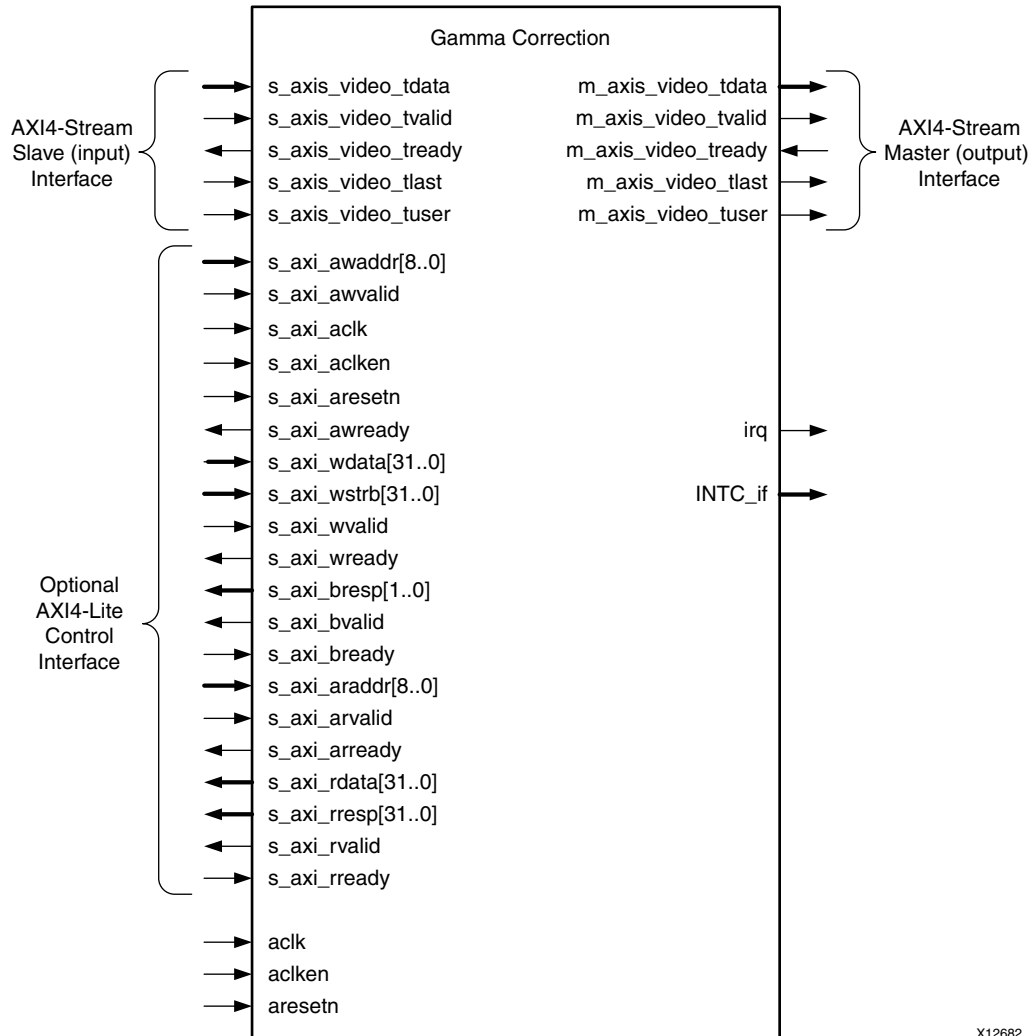 Gamma Correction
AXI4-Stream
Slave (input)
Interface
s_axis_video_tdata
s_axis_video_tvalid
s_axis_video_tready
s_axis_video_tlast
s_axis_video_tuser
m_axis_video_tdata
m_axis_video_tvalid
m_axis_video_tready
m_axis_video_tlast
m_axis_video_tuser
AXI4-Stream
Master (output)
Interface
Optional
AXI4-Lite
Control
Interface
s_axi_awaddr[8..0]
s_axi_awvalid
s_axi_aclk
s_axi_aclken
s_axi_aresetn
s_axi_awready
s_axi_wdata[31..0]
s_axi_wstrb[31..0]
s_axi_wvalid
s_axi_wready
s_axi_bresp[1..0]
s_axi_bvalid
s_axi_bready
s_axi_araddr[8..0]
s_axi_arvalid
s_axi_arready
s_axi_rdata[31..0]
s_axi_rresp[31..0]
s_axi_rvalid
s_axi_rready
irq
INTC_if
aclk
aclken
aresetn
X12682